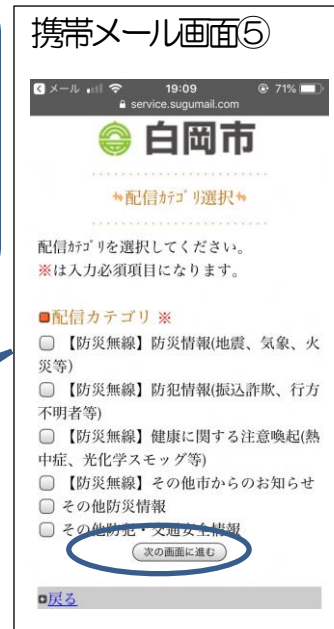 携帯メール画面⑤
メール 19:09 71%
service.sugumail.com
白岡市
配信ｶﾃｺﾞﾘ選択
配信ｶﾃｺﾞﾘを選択してください。
※は入力必須項目になります。
■配信カテゴリ ※
【防災無線】防災情報(地震、気象、火
災等)
【防災無線】防犯情報(振込詐欺、行方
不明者等)
【防災無線】健康に関する注意喚起(熱
中症、光化学スモッグ等)
【防災無線】その他市からのお知らせ
その他防災情報
その他防犯・交通安全情報
次の画面に進む
戻る